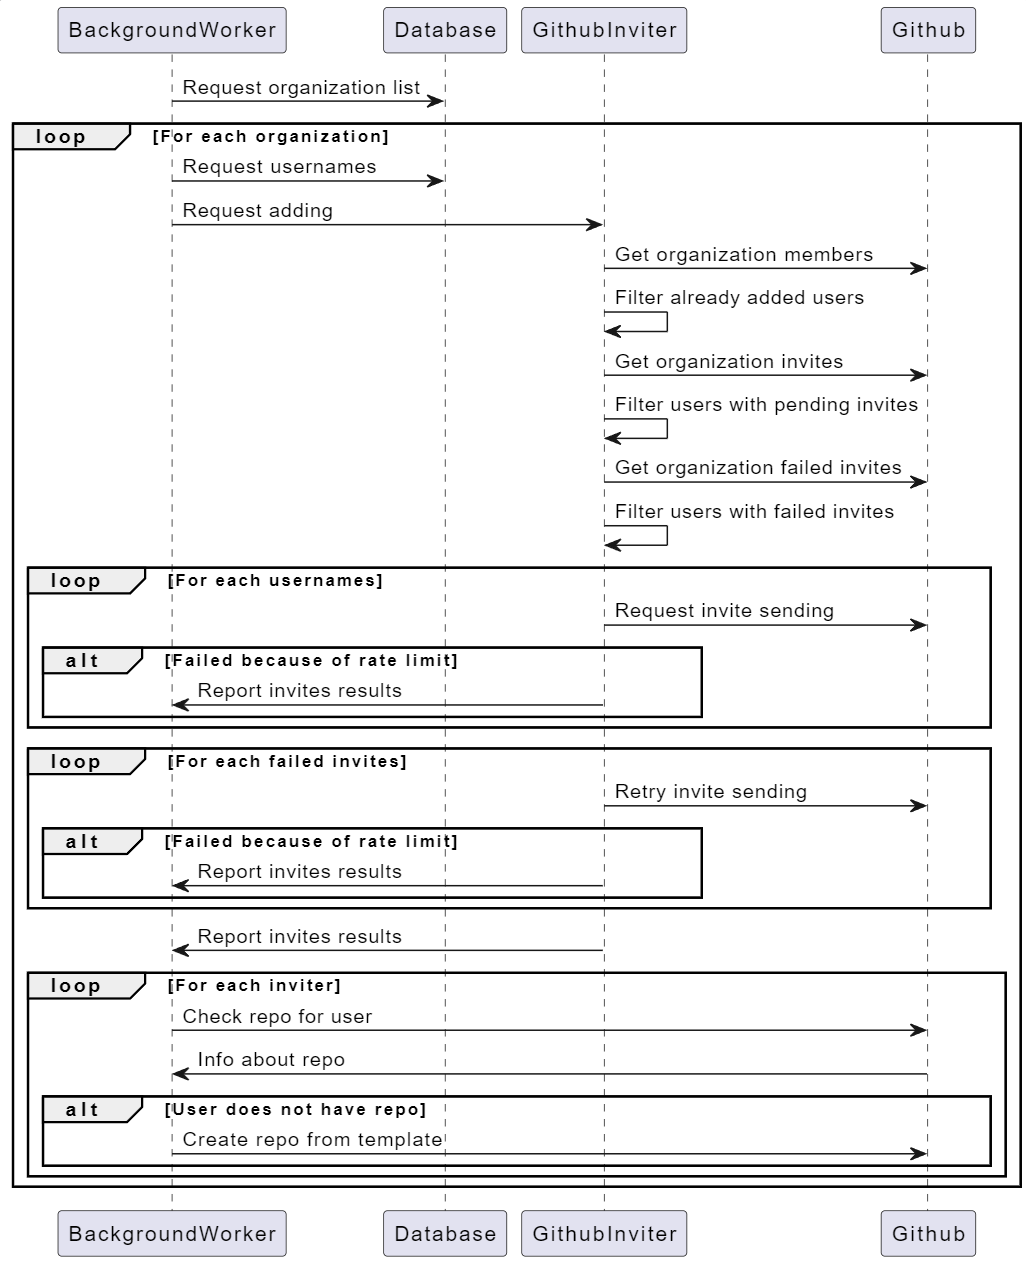 BackgroundWorker Database GithubInviter Github
Request organization list
loop [For each organization]
Request usernames
Request adding
Get organization members
Filter already added users
Get organization invites
Filter users with pending invites
Get organization failed invites
Filter users with failed invites
loop [For each usernames]
Request invite sending
alt [Failed because of rate limit]
Report invites results
loop [For each failed invites]
Retry invite sending
alt [Failed because of rate limit]
Report invites results
Report invites results
loop [For each inviter]
Check repo for user
Info about repo
alt [User does not have repo]
Create repo from template
BackgroundWorker Database GithubInviter Github